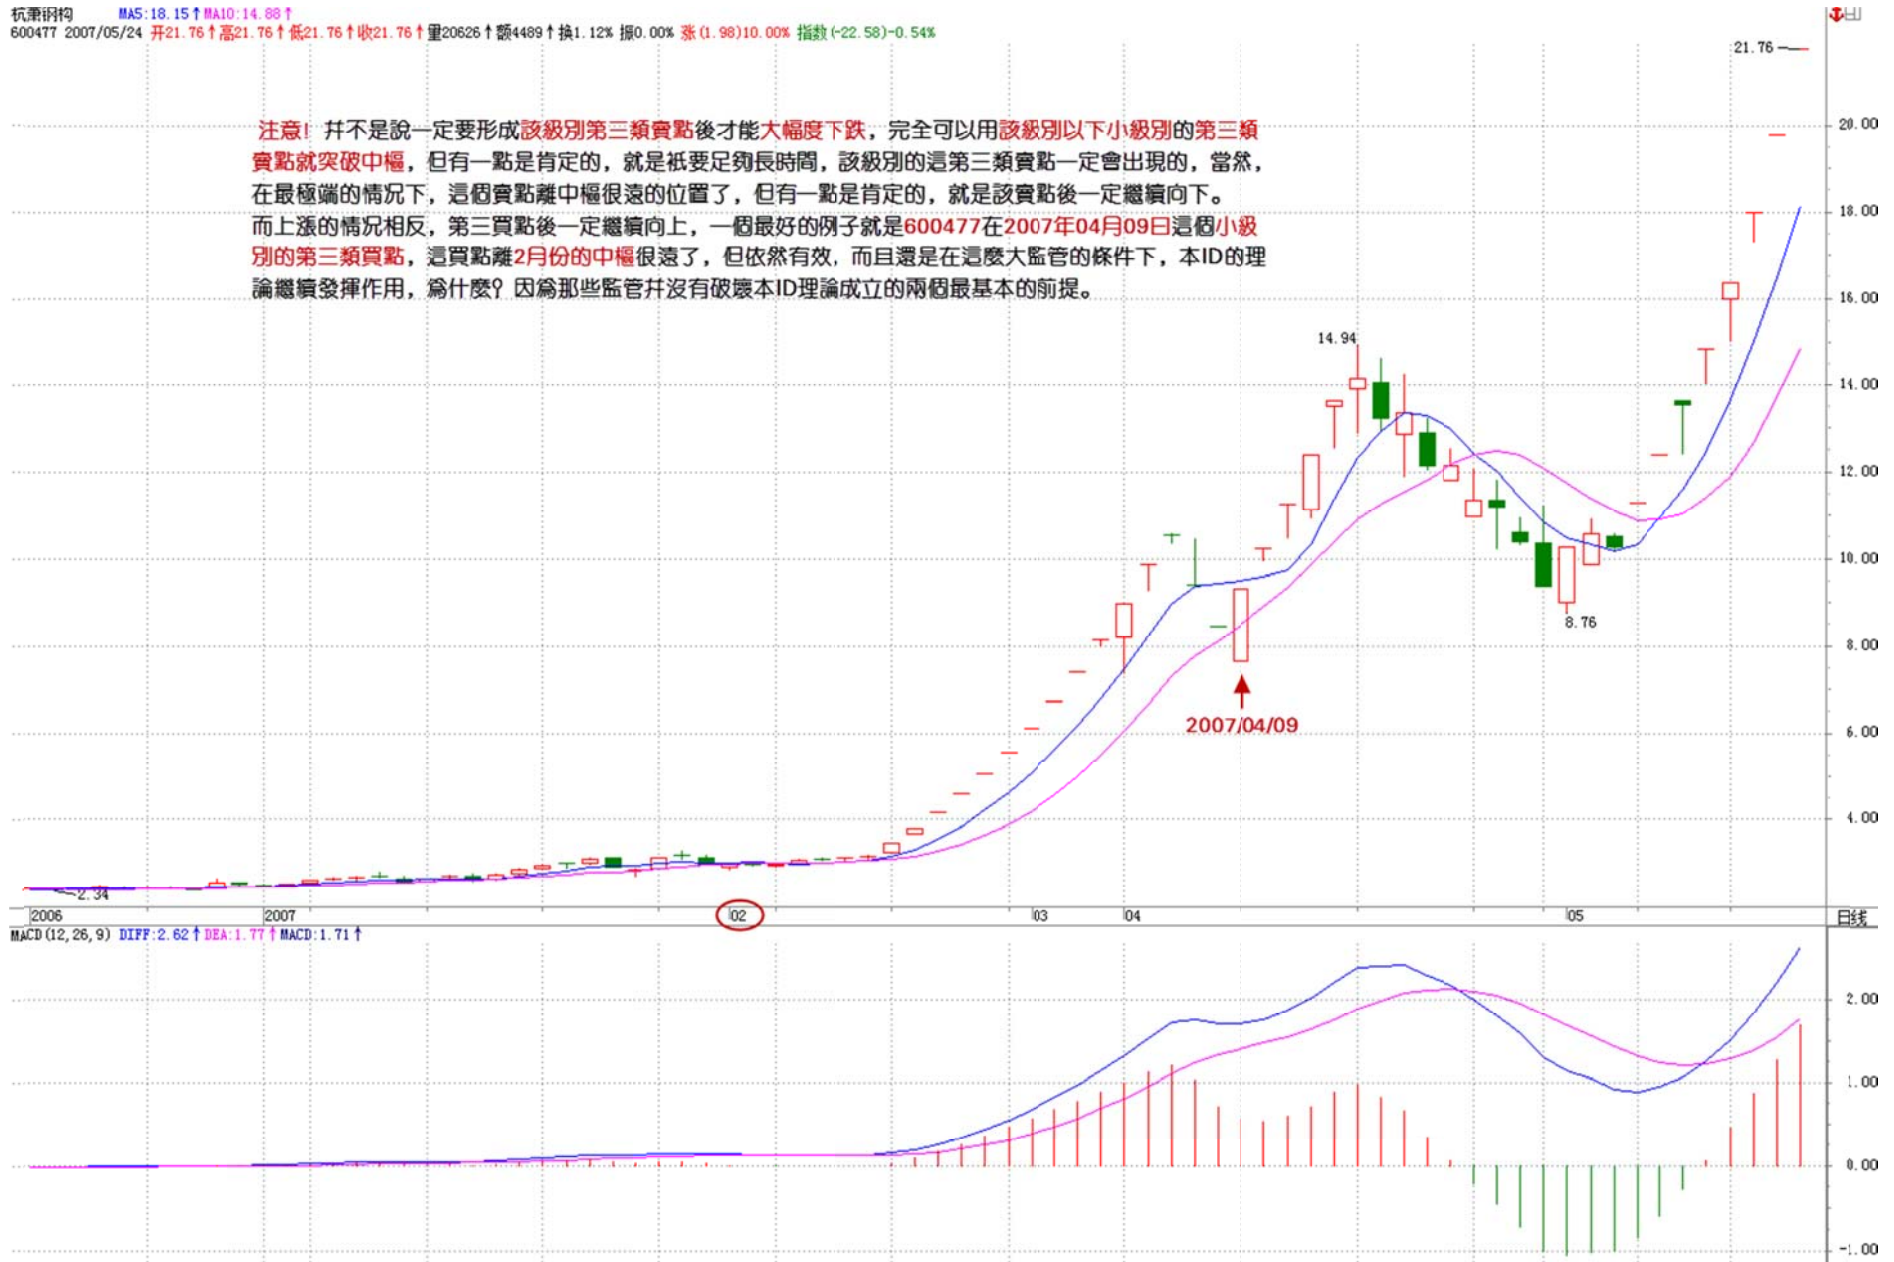 杭萧钢构 MA5:18.15↑MA10:14.88↑
600477 2007/05/24 开21.76↑高21.76↑低21.76↑收21.76↑量20626↑额4489↑换1.12% 振0.00% 涨(1.98)10.00% 指数(-22.58)-0.54%
21.76
注意！并不是說一定要形成該級別第三類賣點後才能大幅度下跌，完全可以用該級別以下小級別的第三類
賣點就突破中樞，但有一點是肯定的，就是衹要足夠長時間，該級別的這第三類賣點一定會出現的，當然，
在最極端的情況下，這個賣點離中樞很遠的位置了，但有一點是肯定的，就是該賣點後一定繼續向下。
而上漲的情況相反，第三買點後一定繼續向上，一個最好的例子就是600477在2007年04月09日這個小級
別的第三類買點，這買點離2月份的中樞很遠了，但依然有效，而且還是在這麼大監管的條件下，本ID的理
論繼續發揮作用，爲什麼？因爲那些監管并沒有破壞本ID理論成立的兩個最基本的前提。
20.00
18.00
16.00
14.94
14.00
12.00
10.00
8.76
8.00
2007/04/09
6.00
4.00
2.34
2006 2007 02 03 04 05 日线
MACD(12,26,9) DIFF:2.62↑DEA:1.77↑MACD:1.71↑
2.00
1.00
0.00
-1.00